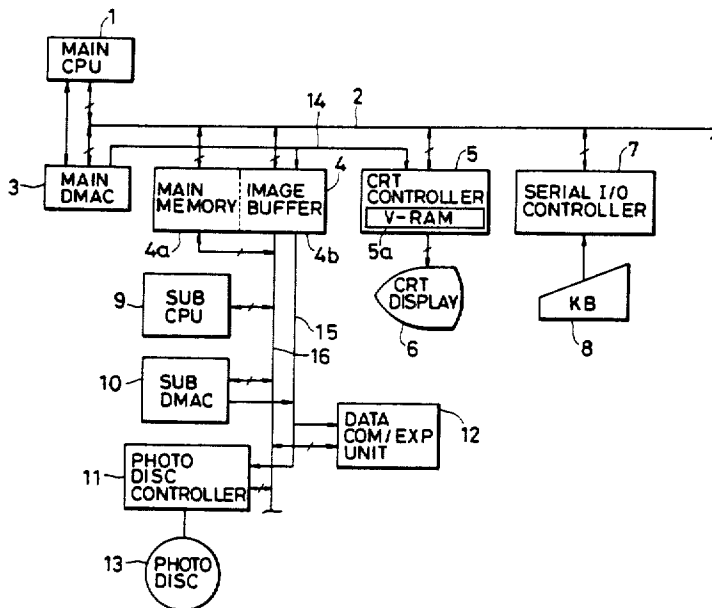 1
MAIN
CPU
14
2
3
MAIN
DMAC
4
MAIN
MEMORY
IMAGE
BUFFER
4a
4b
5
CRT
CONTROLLER
V-RAM
5a
7
SERIAL I/O
CONTROLLER
9
SUB
CPU
15
16
CRT
DISPLAY
6
KB
8
10
SUB
DMAC
DATA
COM/EXP
UNIT
12
11
PHOTO
DISC
CONTROLLER
13
PHOTO
DISC